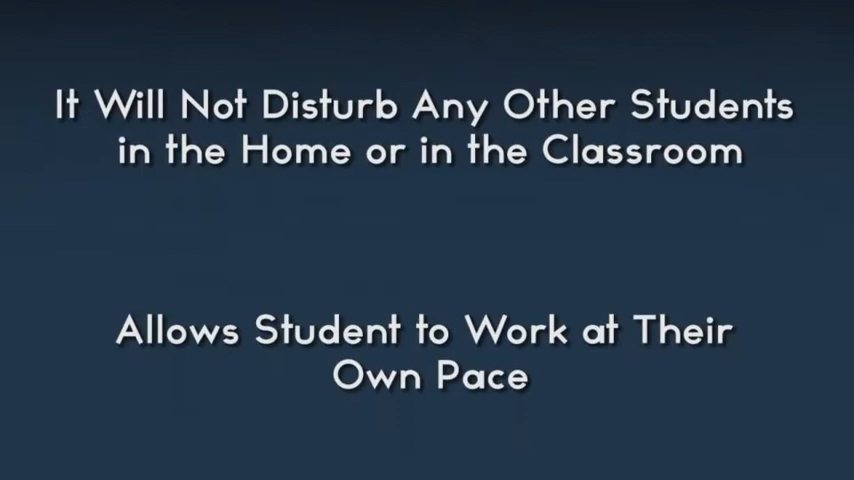 It Will Not Disturb Any Other Students
in the Home or in the Classroom
Allows Student to Work at Their
Own Pace